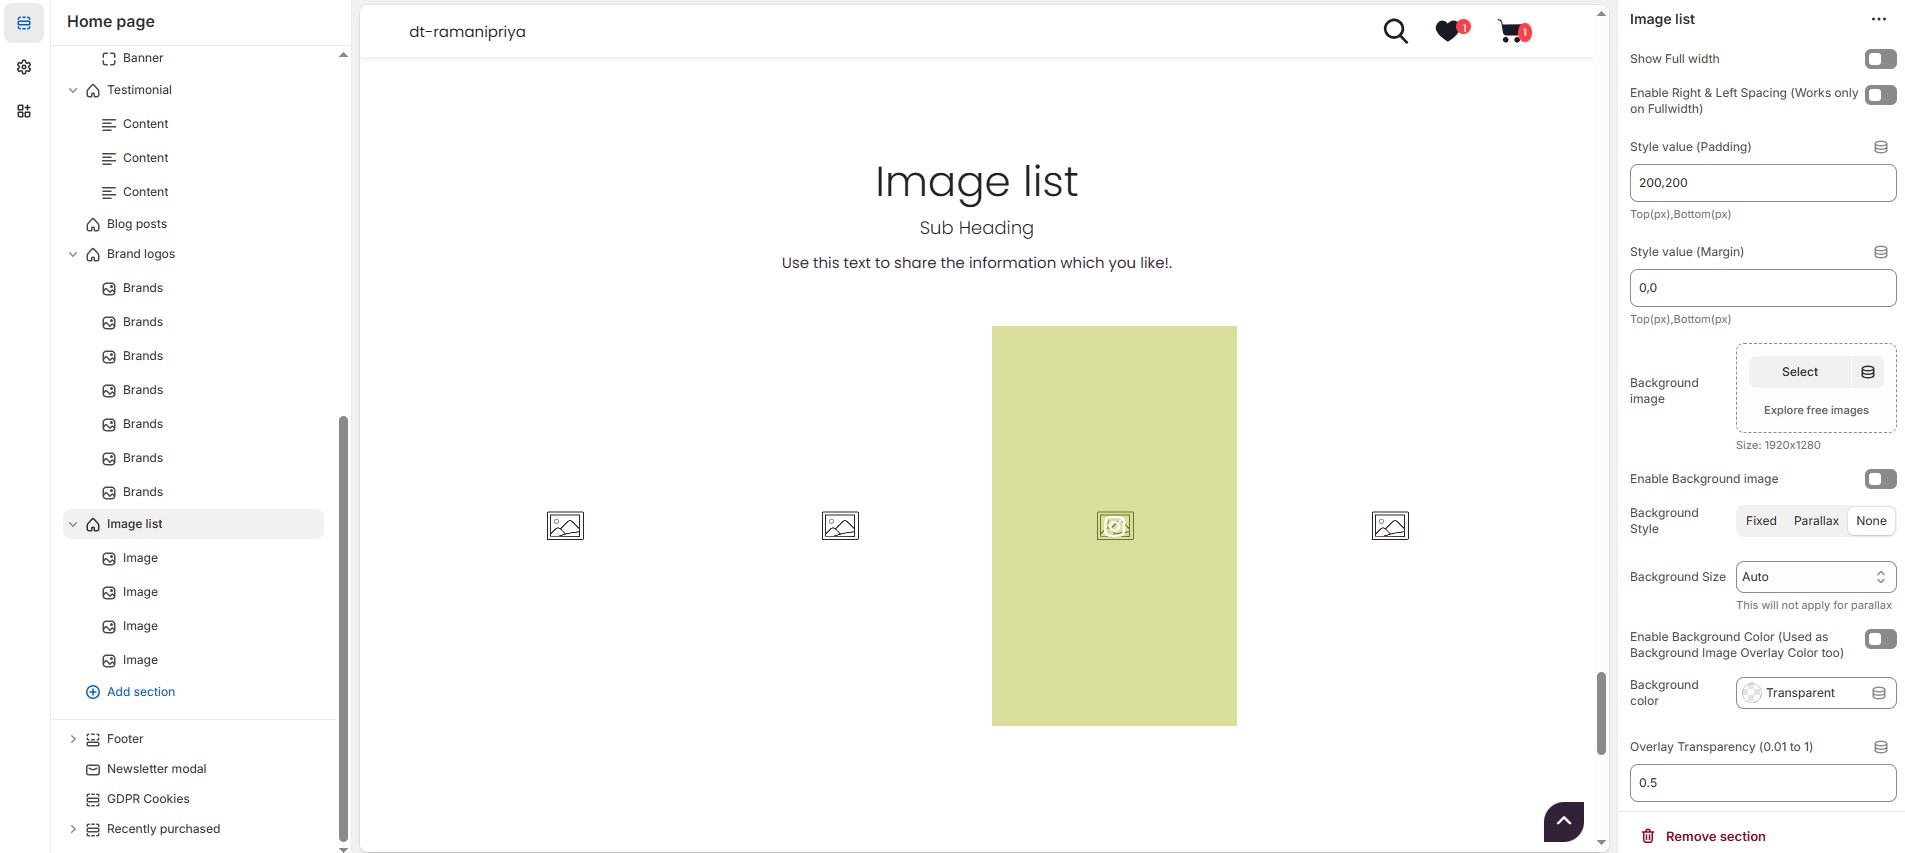 Home page
Banner
Testimonial
Content
Content
Content
Blog posts
Brand logos
Brands
Brands
Brands
Brands
Brands
Brands
Brands
Image list
Image
Image
Image
Image
Add section
Footer
Newsletter modal
GDPR Cookies
Recently purchased
dt-ramanipriya
1
1
Image list
Sub Heading
Use this text to share the information which you like!.
Image list
Show Full width
Enable Right & Left Spacing (Works only
on Fullwidth)
Style value (Padding)
200,200
Top(px),Bottom(px)
Style value (Margin)
0,0
Top(px),Bottom(px)
Background
image
Select
Explore free images
Size: 1920x1280
Enable Background image
Background
Style
Fixed Parallax None
Background Size Auto
This will not apply for parallax
Enable Background Color (Used as
Background Image Overlay Color too)
Background
color
Transparent
Overlay Transparency (0.01 to 1)
0.5
Remove section